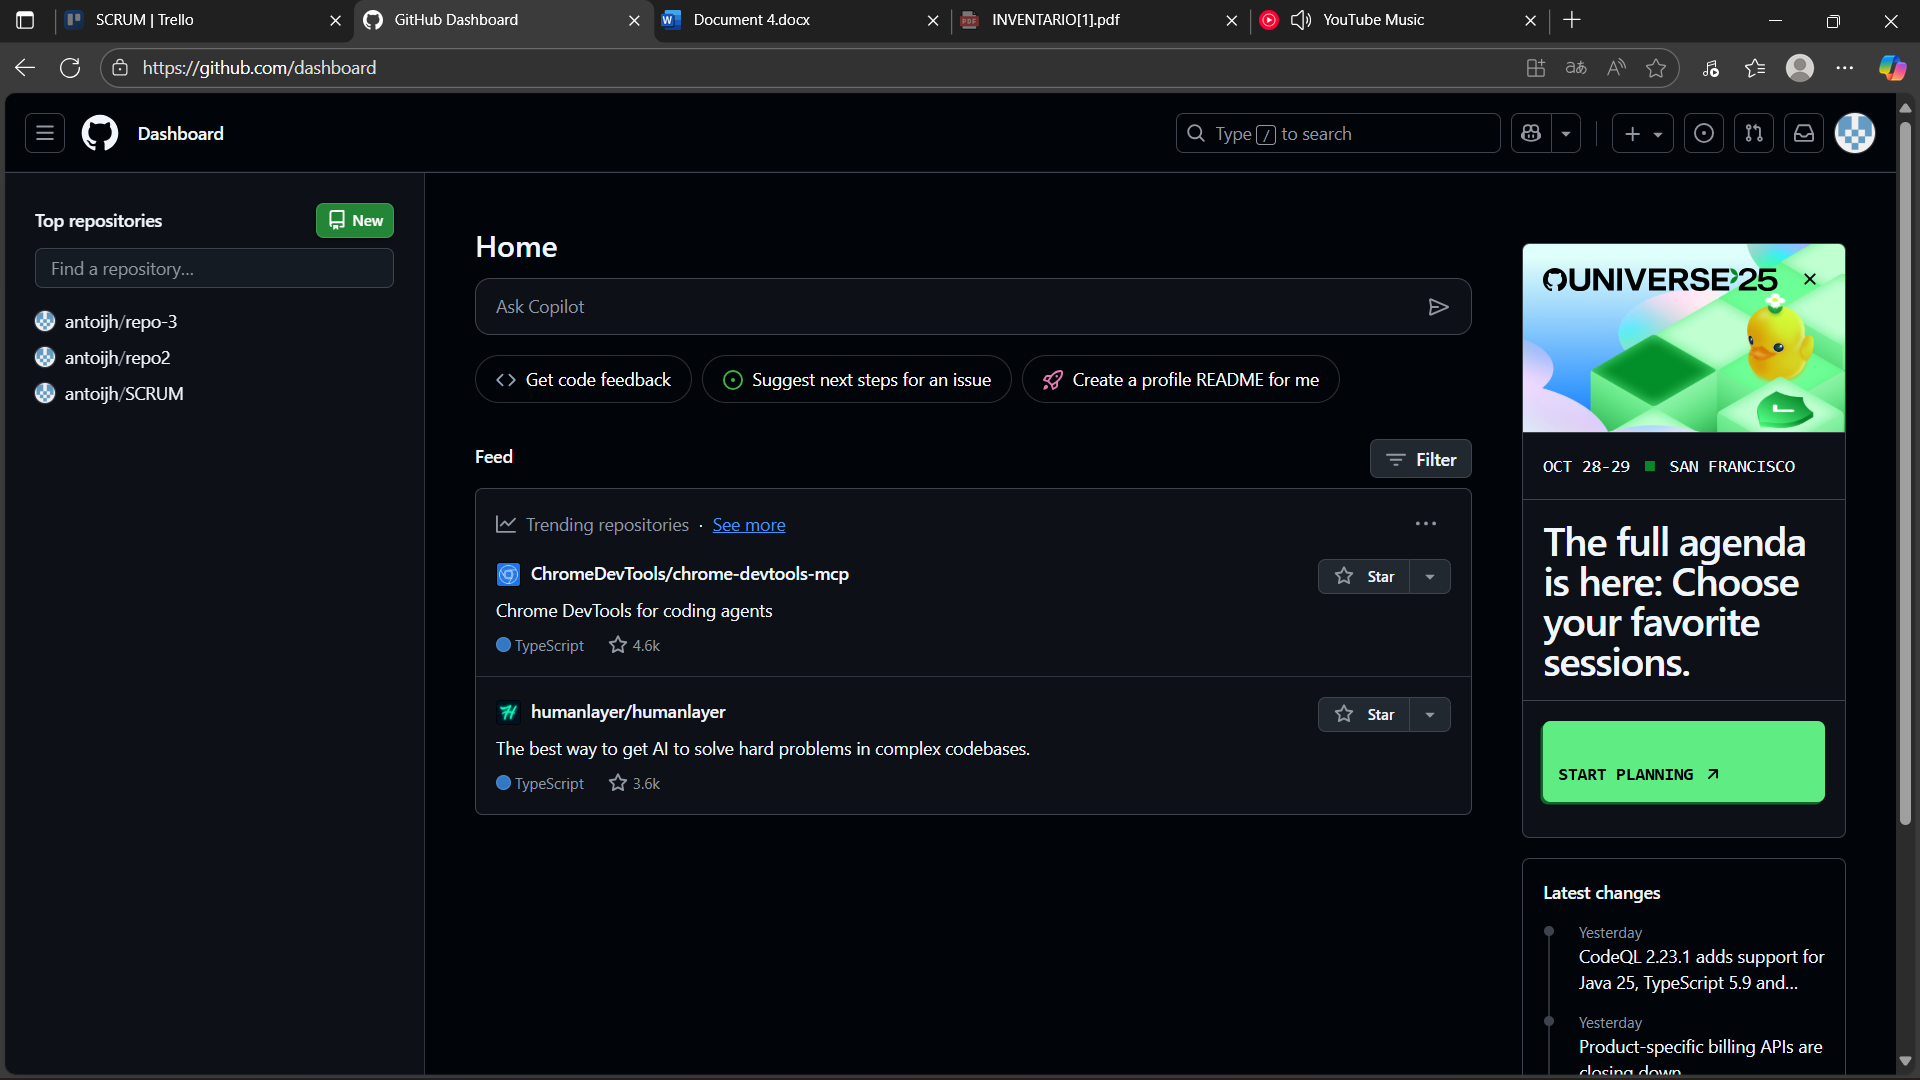 SCRUM | Trello
GitHub Dashboard
Document 4.docx
INVENTARIO[1].pdf
YouTube Music
https://github.com/dashboard
Dashboard
Type / to search
Top repositories
New
Find a repository...
antoijh/repo-3
antoijh/repo2
antoijh/SCRUM
Home
Ask Copilot
Get code feedback
Suggest next steps for an issue
Create a profile README for me
Feed
Filter
Trending repositories · See more
ChromeDevTools/chrome-devtools-mcp
Star
Chrome DevTools for coding agents
TypeScript 4.6k
humanlayer/humanlayer
Star
The best way to get AI to solve hard problems in complex codebases.
TypeScript 3.6k
UNIVERSE'25
OCT 28-29 SAN FRANCISCO
The full agenda
is here: Choose
your favorite
sessions.
START PLANNING
Latest changes
Yesterday
CodeQL 2.23.1 adds support for
Java 25, TypeScript 5.9 and...
Yesterday
Product-specific billing APIs are
closing down